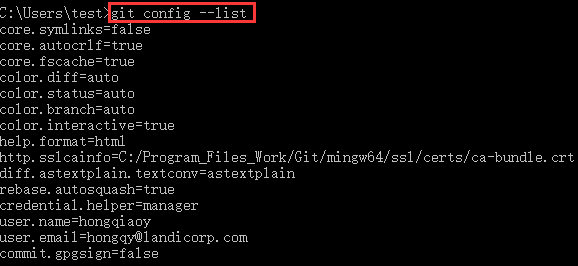 C:\Users\test>git config --list
core.symlinks=false
core.autocrlf=true
core.fscache=true
color.diff=auto
color.status=auto
color.branch=auto
color.interactive=true
help.format=html
http.sslcainfo=C:/Program_Files_Work/Git/mingw64/ssl/certs/ca-bundle.crt
diff.astextplain.textconv=astextplain
rebase.autosquash=true
credential.helper=manager
user.name=hongqiaoy
user.email=hongqy@landicorp.com
commit.gpgsign=false